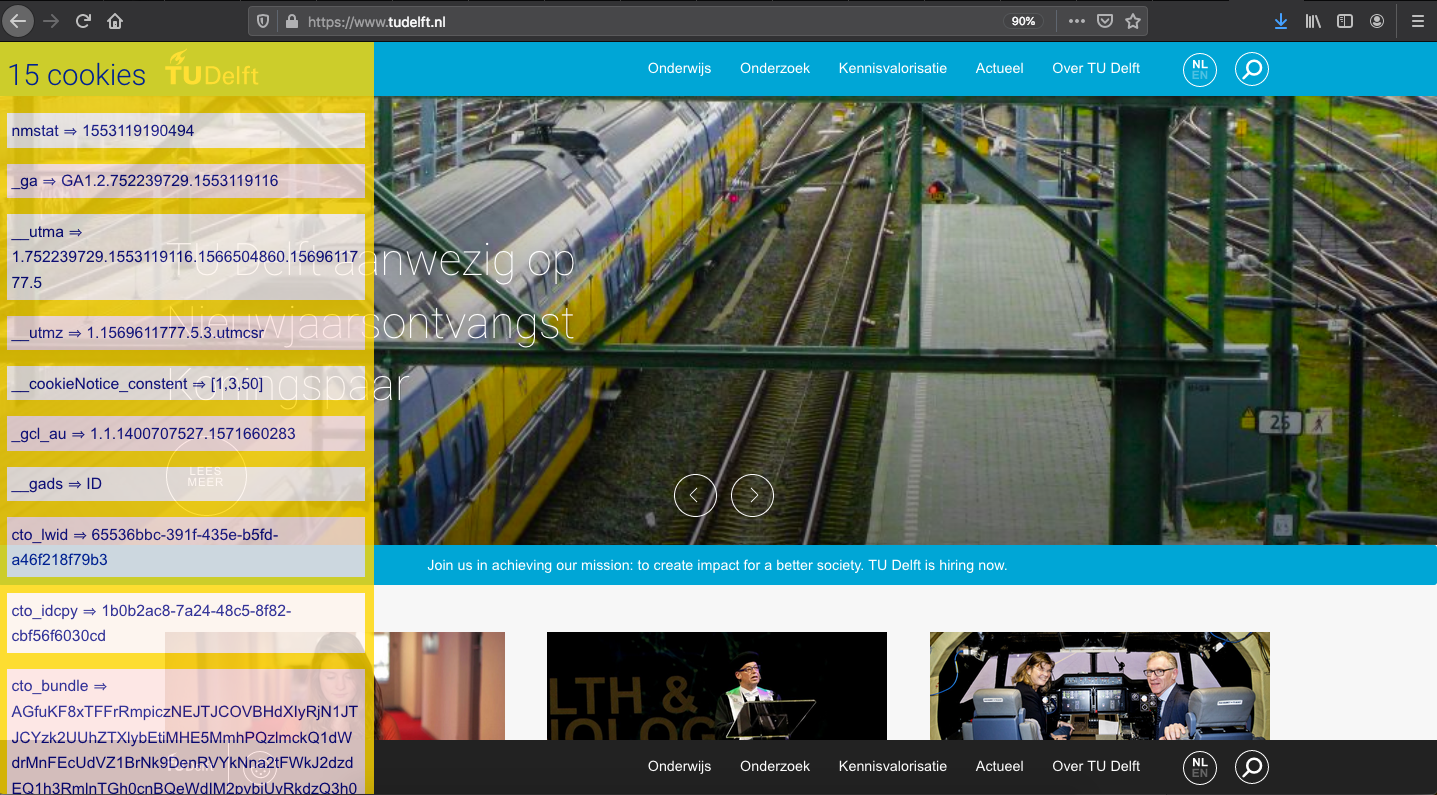 https://www.tudelft.nl
90%
15 cookies
TUDelft
Onderwijs
Onderzoek
Kennisvalorisatie
Actueel
Over TU Delft
NL
EN
nmstat ⇒ 1553119190494
_ga ⇒ GA1.2.752239729.1553119116
__utma ⇒
1.752239729.1553119116.1566504860.15696117
77.5
__utmz ⇒ 1.1569611777.5.3.utmcsr
__cookieNotice_constent ⇒ [1,3,50]
_gcl_au ⇒ 1.1.1400707527.1571660283
__gads ⇒ ID
cto_lwid ⇒ 65536bbc-391f-435e-b5fd-
a46f218f79b3
cto_idcpy ⇒ 1b0b2ac8-7a24-48c5-8f82-
cbf56f6030cd
cto_bundle ⇒
TU Delft aanwezig op
Nieuwjaarsontvangst
Koningspaar
LEES
MEER
Join us in achieving our mission: to create impact for a better society. TU Delft is hiring now.
LTH &
Onderwijs
Onderzoek
Kennisvalorisatie
Actueel
Over TU Delft
NL
EN